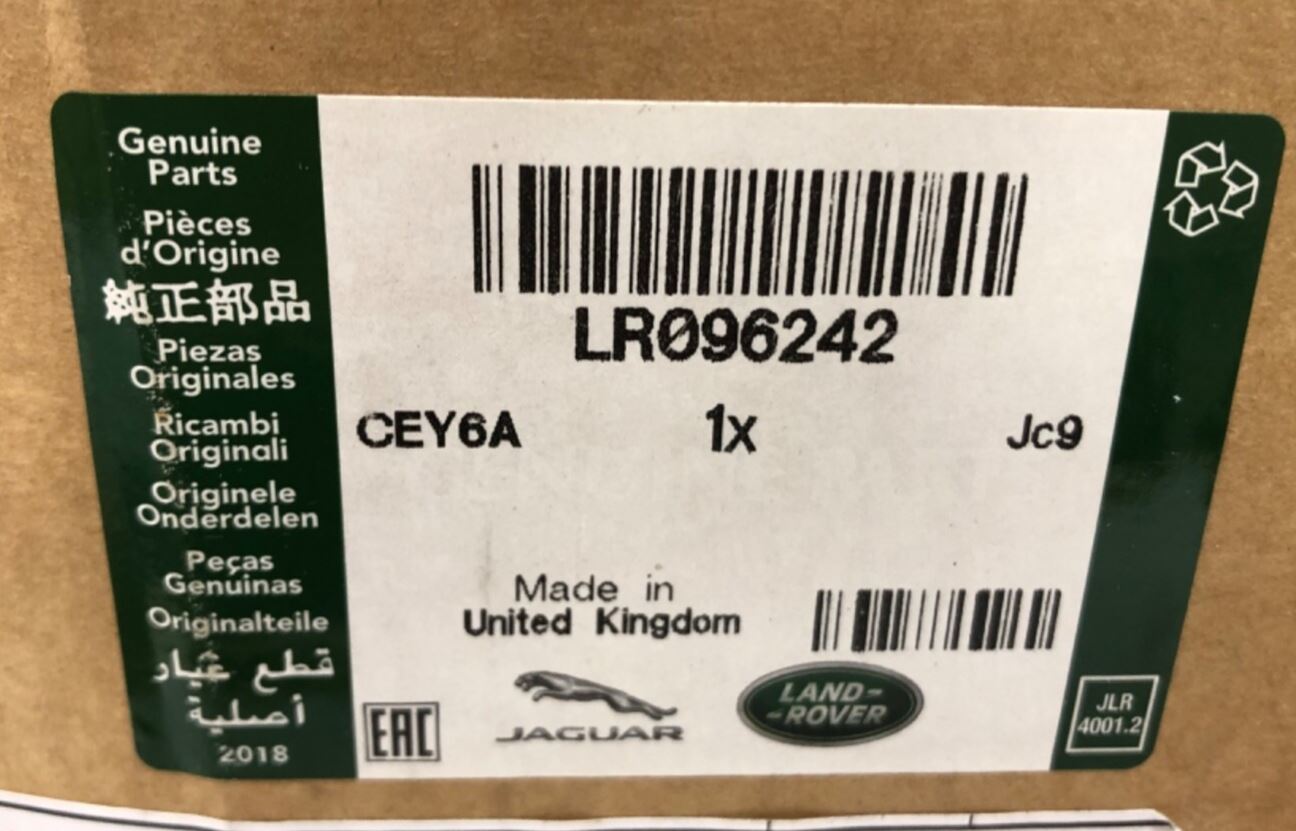 Genuine
Parts
Pièces
d'Origine
純正部品
Piezas
Originales
Ricambi
Originali
Originele
Onderdelen
Peças
Genuinas
Originalteile
قطع غيار
أصلية
2018
LR096242
CEY6A 1x Jc9
Made in
United Kingdom
EAC
JAGUAR
LAND-
-ROVER
JLR
4001.2